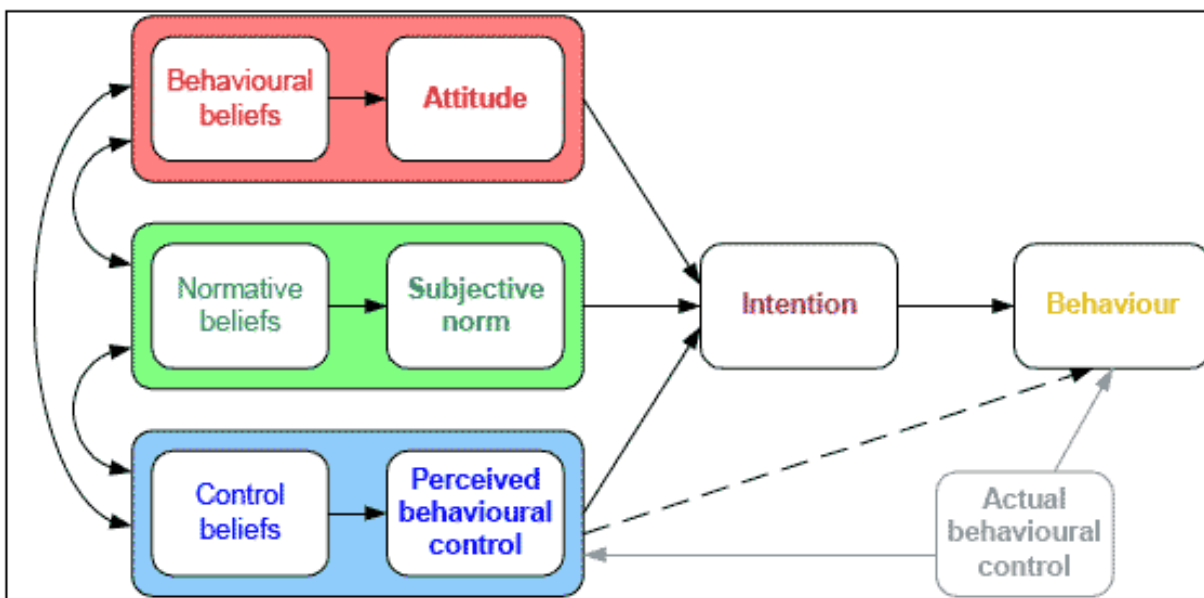 Behavioural
beliefs
Attitude
Normative
beliefs
Subjective
norm
Intention
Behaviour
Control
beliefs
Perceived
behavioural
control
Actual
behavioural
control